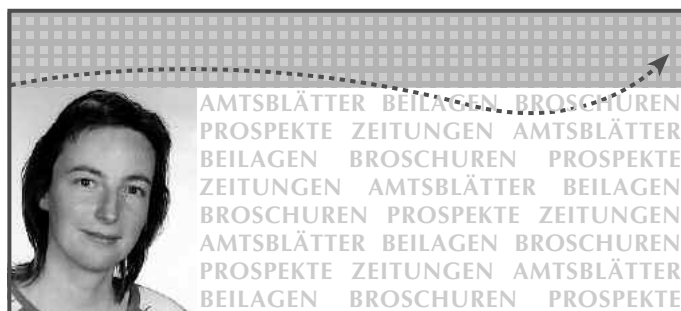 AMTSBLÄTTER BEILAGEN BROSCHUREN
PROSPEKTE ZEITUNGEN AMTSBLÄTTER
BEILAGEN BROSCHUREN PROSPEKTE
ZEITUNGEN AMTSBLÄTTER BEILAGEN
BROSCHUREN PROSPEKTE ZEITUNGEN
AMTSBLÄTTER BEILAGEN BROSCHUREN
PROSPEKTE ZEITUNGEN AMTSBLÄTTER
BEILAGEN BROSCHUREN PROSPEKTE